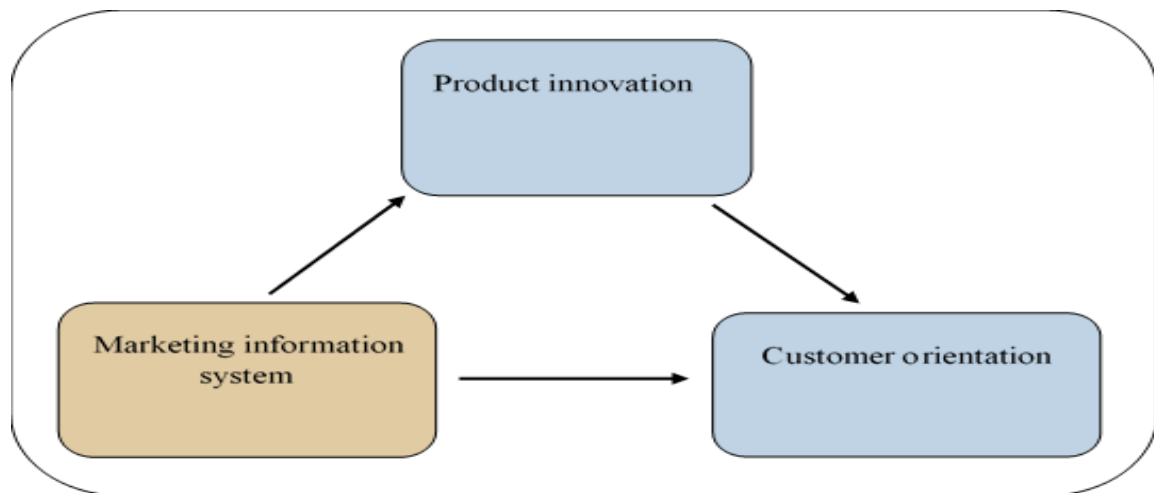 Product innovation
Marketing information
system
Customer orientation